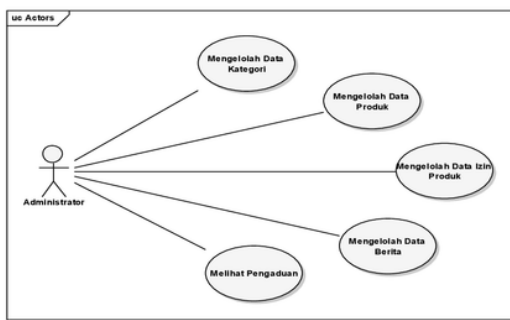 uc Actors
Mengelolah Data
Kategori
Mengelolah Data
Produk
Mengelolah Data Izin
Produk
Administrator
Mengelolah Data
Berita
Melihat Pengaduan